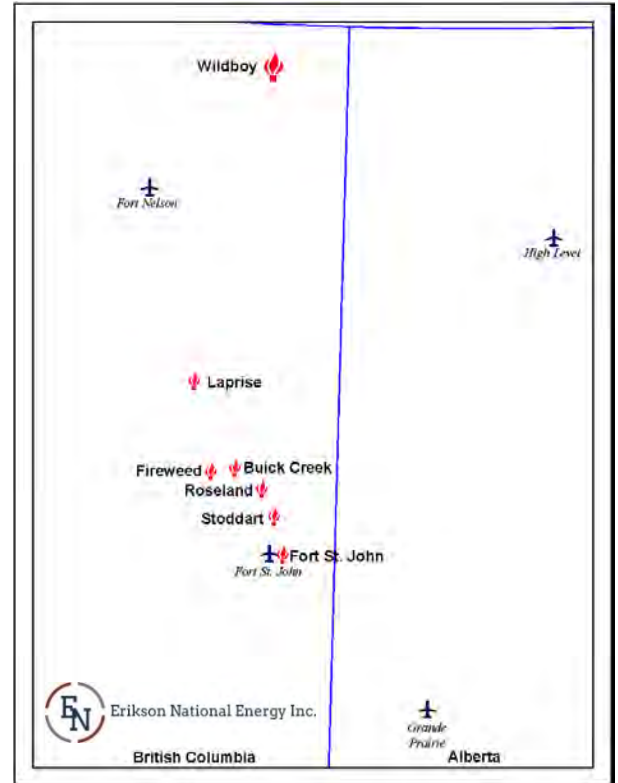 Wildboy
Fort Nelson
High Level
Laprise
Fireweed
Buick Creek
Roseland
Stoddart
Fort St. John
Fort St. John
EN
Erikson National Energy Inc.
Grande
Prairie
British Columbia
Alberta